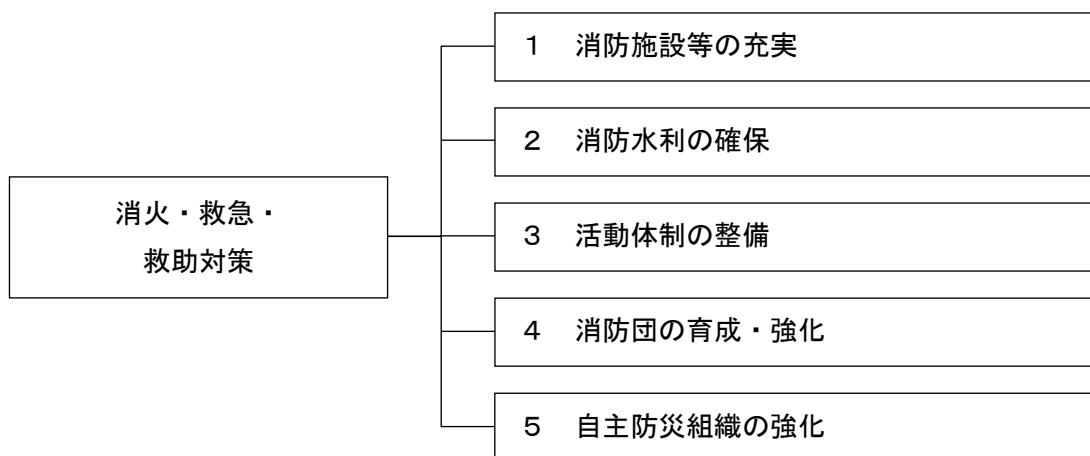 消火・救急・
救助対策
１　消防施設等の充実
２　消防水利の確保
３　活動体制の整備
４　消防団の育成・強化
５　自主防災組織の強化